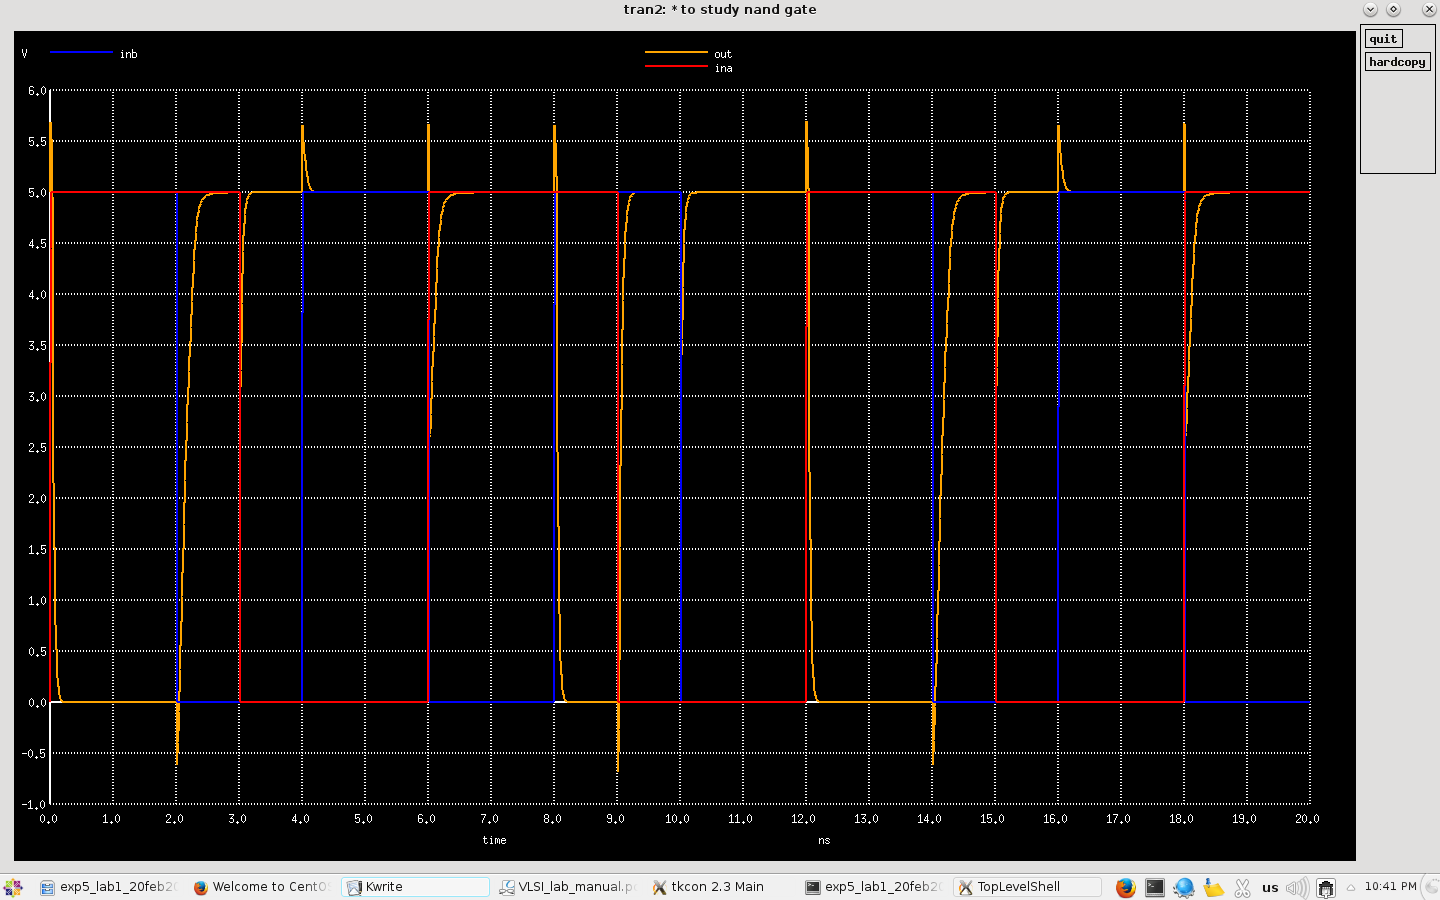 tran2: *to study nand gate
quit
hardcopy
V
inb
out
ina
6.0
5.5
5.0
4.5
4.0
3.5
3.0
2.5
2.0
1.5
1.0
0.5
0.0
-0.5
-1.0
0.0 1.0 2.0 3.0 4.0 5.0 6.0 7.0 8.0 9.0 10.0 11.0 12.0 13.0 14.0 15.0 16.0 17.0 18.0 19.0 20.0
time ns
exp5_lab1_20feb20 Welcome to CentOS Kwrite VLSI_lab_manual.p tkcon 2.3 Main exp5_lab1_20feb20 TopLevelShell us 10:41 PM